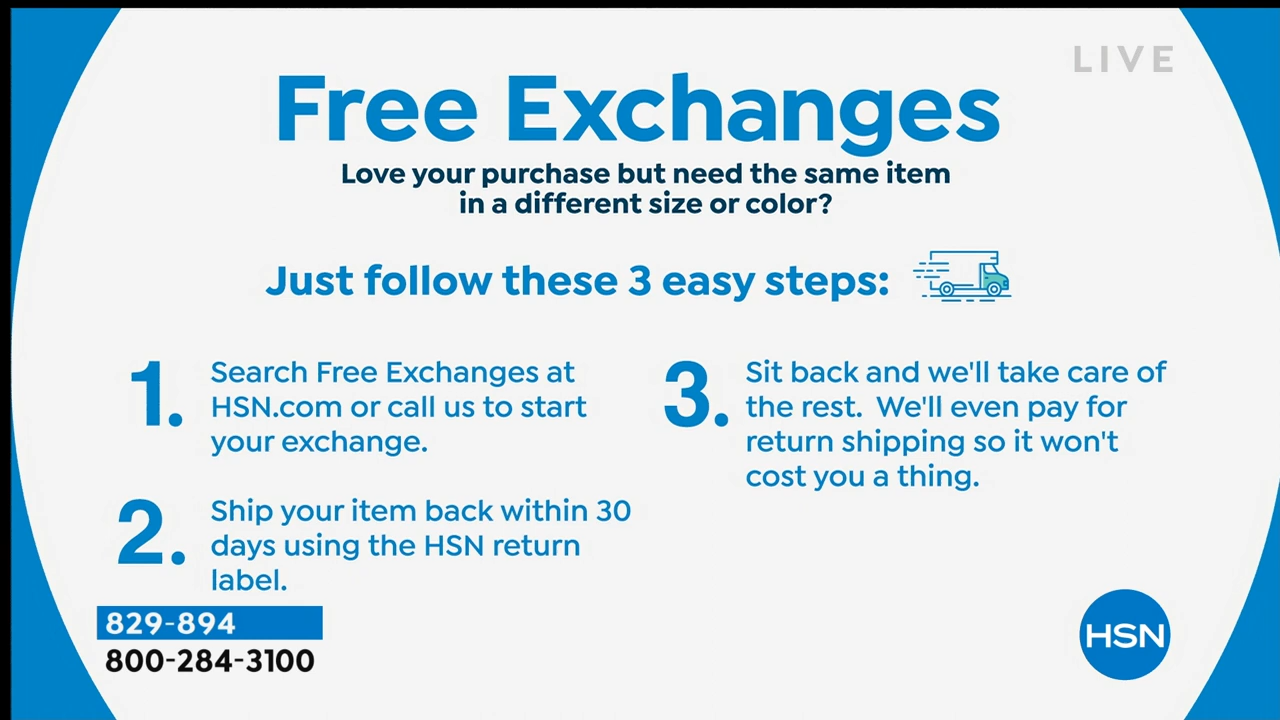 LIVE
Free Exchanges
Love your purchase but need the same item
in a different size or color?
Just follow these 3 easy steps:
1. Search Free Exchanges at
HSN.com or call us to start
your exchange.
2. Ship your item back within 30
days using the HSN return
label.
3. Sit back and we'll take care of
the rest. We'll even pay for
return shipping so it won't
cost you a thing.
829-894
800-284-3100
HSN